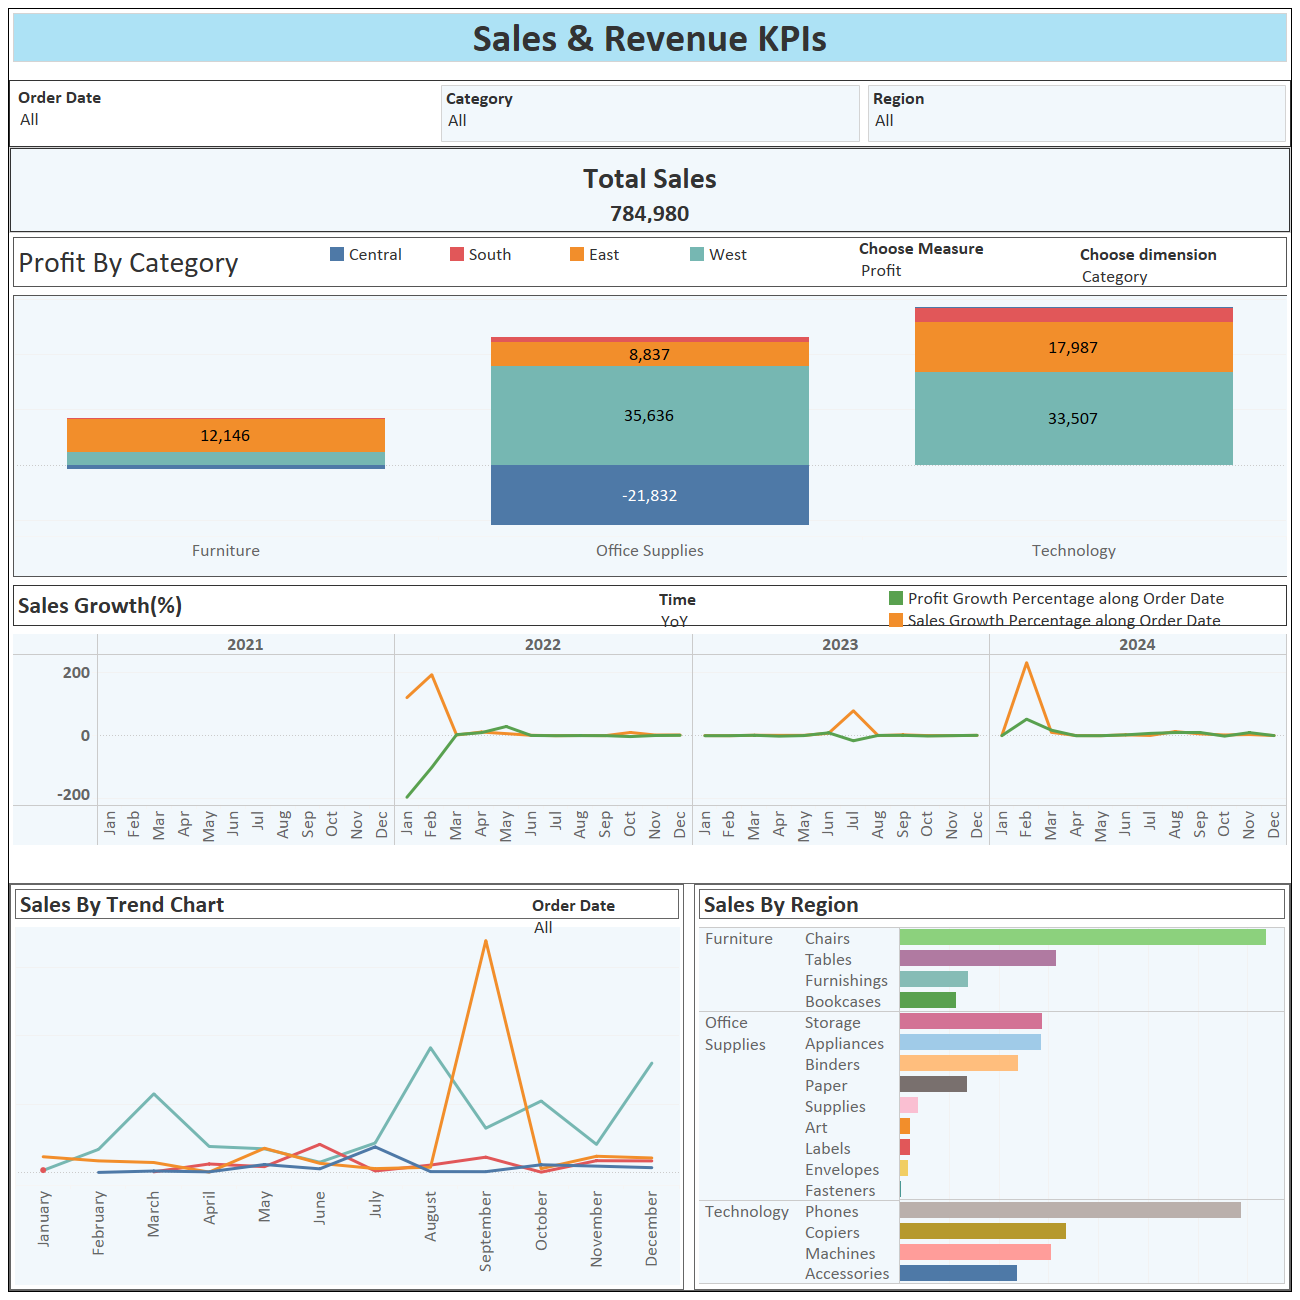 Sales & Revenue KPIs
Order Date
All
Category
All
Region
All
Total Sales
784,980
Profit By Category
Central
South
East
West
Choose Measure
Profit
Choose dimension
Category
12,146
8,837
35,636
-21,832
17,987
33,507
Furniture
Office Supplies
Technology
Sales Growth(%)
Time
YoY
Profit Growth Percentage along Order Date
Sales Growth Percentage along Order Date
2021 2022 2023 2024
200
0
-200
Jan Feb Mar Apr May Jun Jul Aug Sep Oct Nov Dec Jan Feb Mar Apr May Jun Jul Aug Sep Oct Nov Dec Jan Feb Mar Apr May Jun Jul Aug Sep Oct Nov Dec Jan Feb Mar Apr May Jun Jul Aug Sep Oct Nov Dec
Sales By Trend Chart
Order Date
All
January February March April May June July August September October November December
Sales By Region
Furniture Chairs
Tables
Furnishings
Bookcases
Office Storage
Supplies Appliances
Binders
Paper
Supplies
Art
Labels
Envelopes
Fasteners
Technology Phones
Copiers
Machines
Accessories